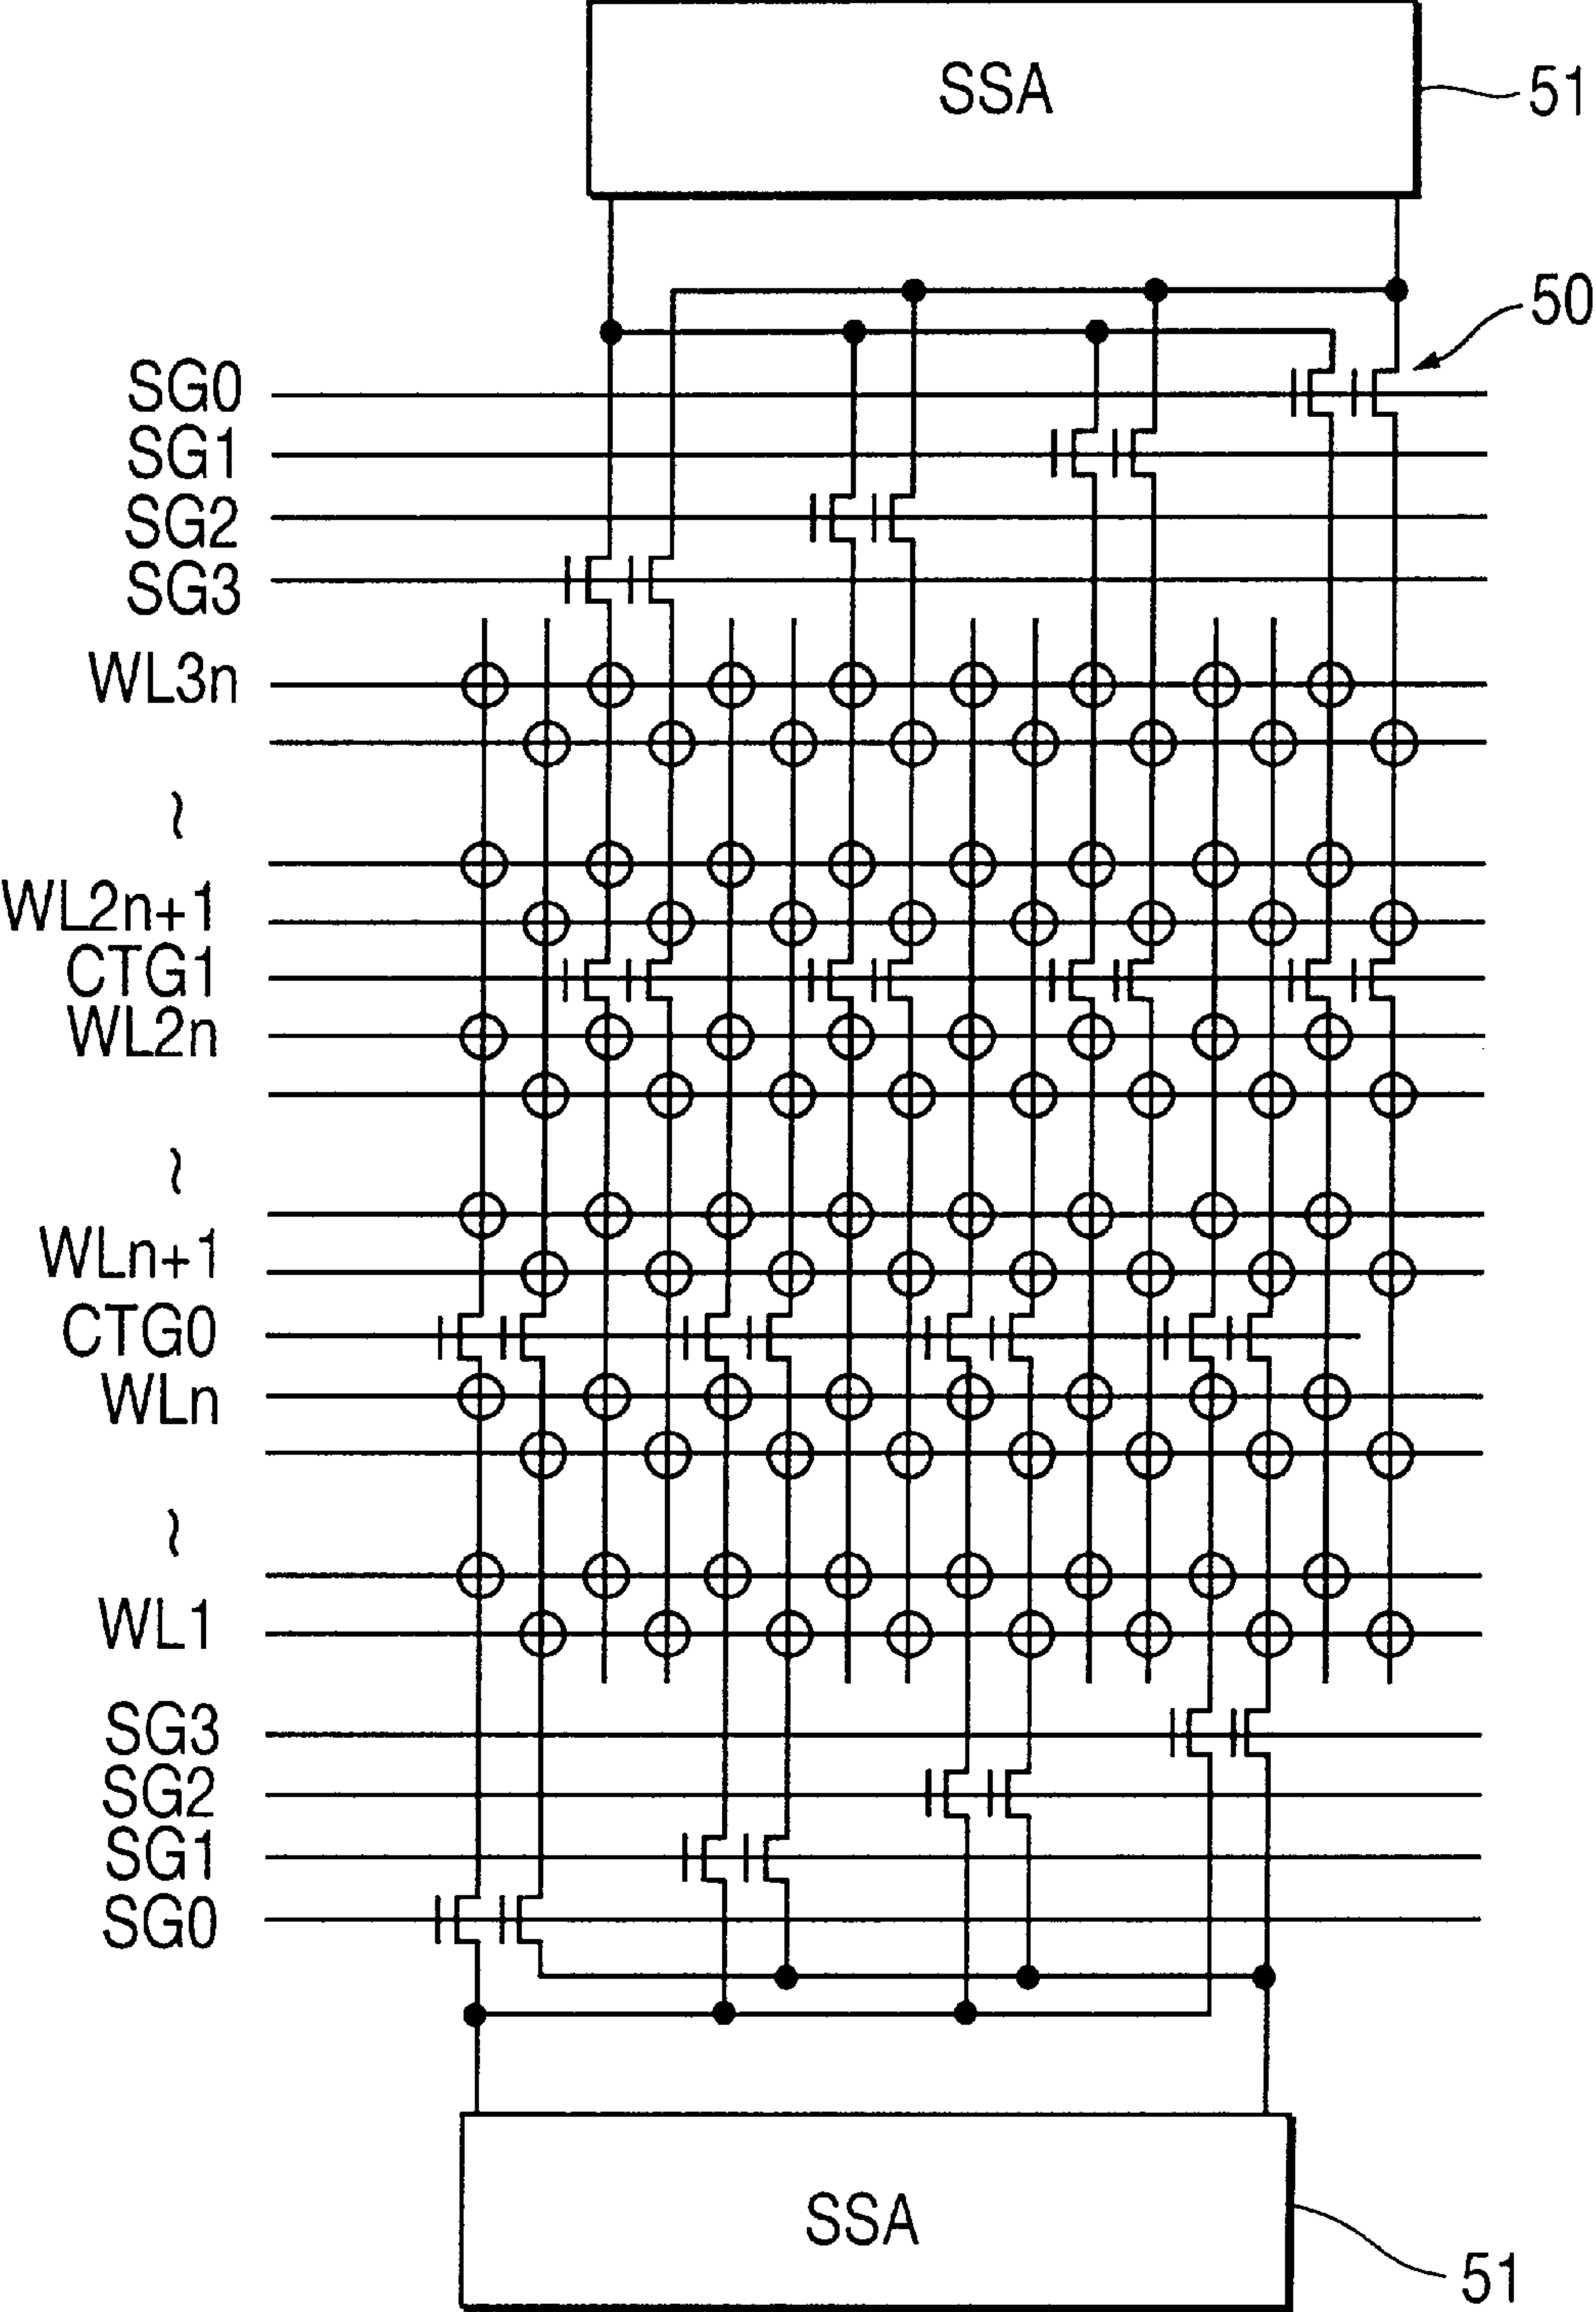 SSA
51
50
SG0
SG1
SG2
SG3
WL3n
~
WL2n+1
CTG1
WL2n
~
WLn+1
CTG0
WLn
~
WL1
SG3
SG2
SG1
SG0
SSA
51